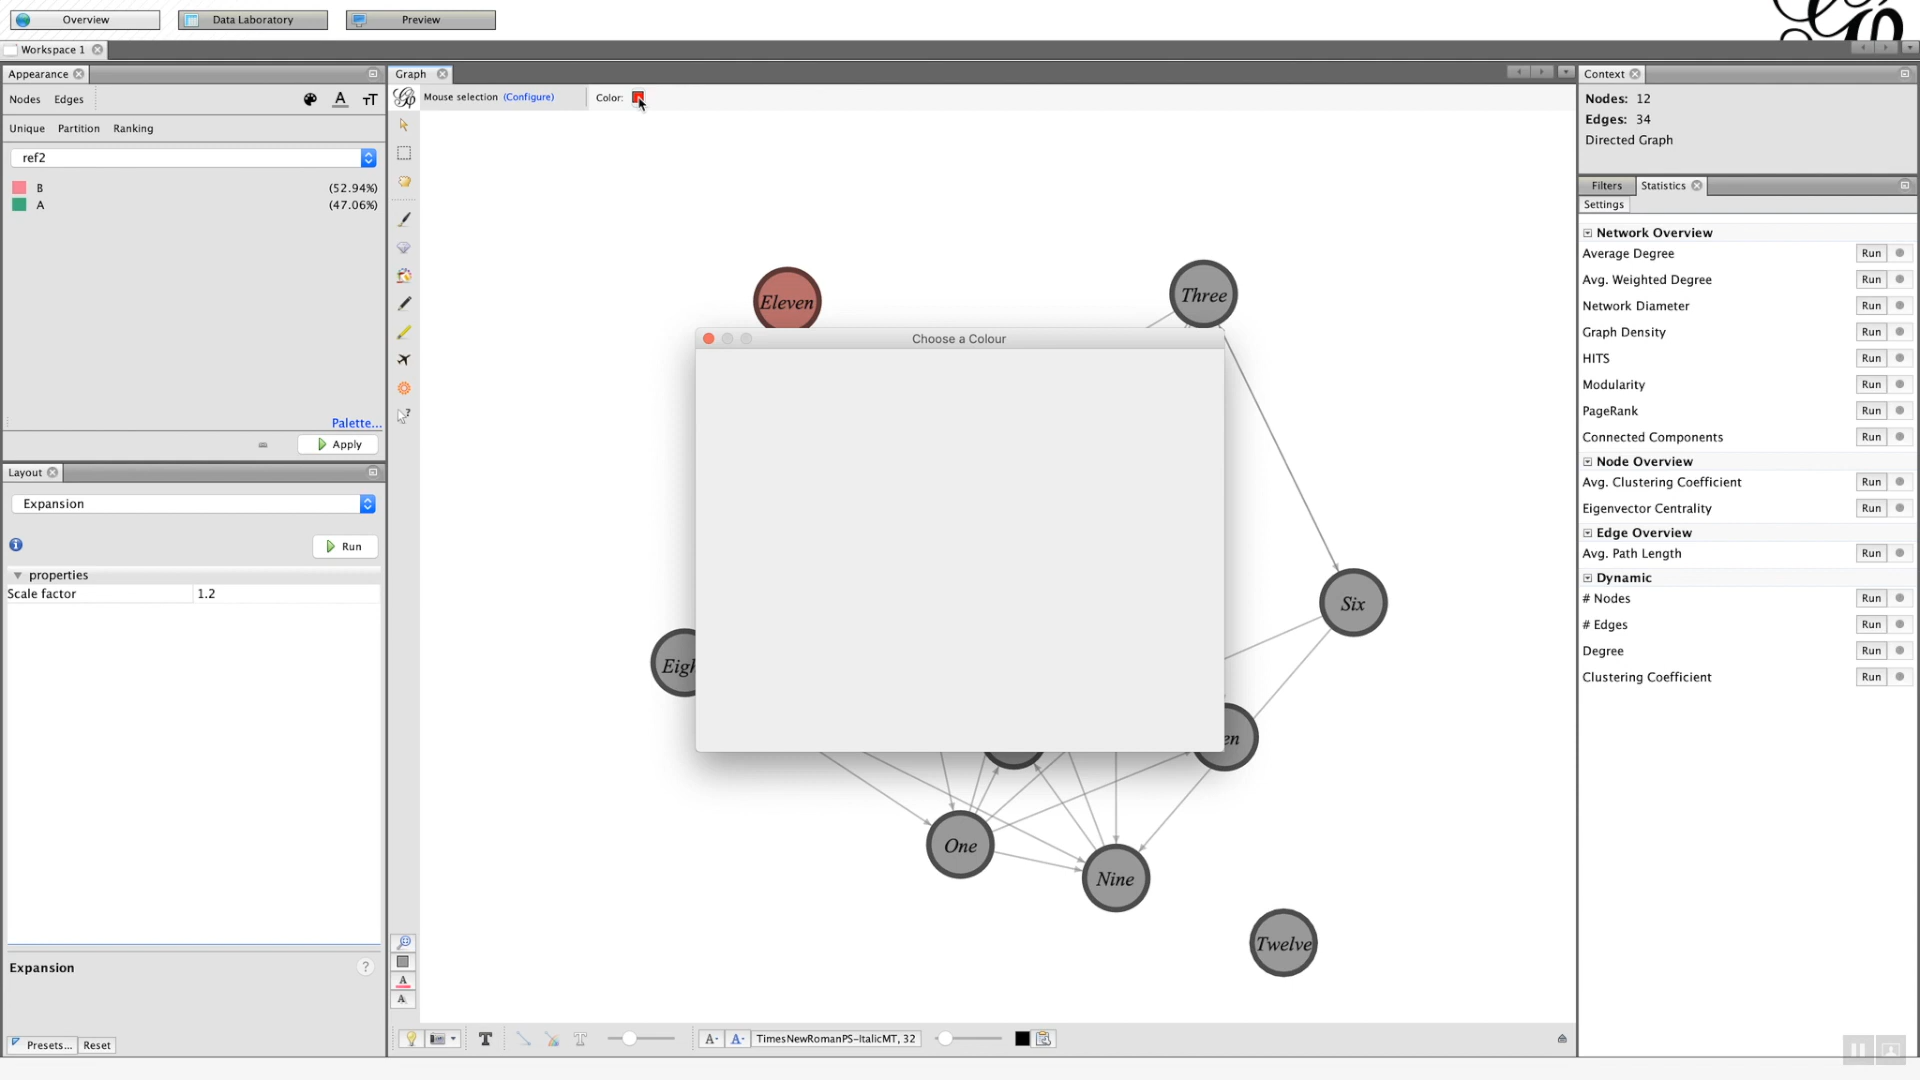 Overview
Data Laboratory
Preview
Workspace 1
Appearance
Nodes Edges
A
TT
Unique Partition Ranking
ref2
B (52.94%)
A (47.06%)
Palette...
Apply
Layout
Expansion
Run
properties
Scale factor 1.2
Expansion
?
Presets... Reset
Graph
Mouse selection (Configure) Color:
Eleven
Three
Choose a Colour
Six
Eigh
en
One
Nine
Twelve
A
A
T
T
A- A- TimesNewRomanPS-ItalicMT, 32
Context
Nodes: 12
Edges: 34
Directed Graph
Filters Statistics
Settings
Network Overview
Average Degree Run
Avg. Weighted Degree Run
Network Diameter Run
Graph Density Run
HITS Run
Modularity Run
PageRank Run
Connected Components Run
Node Overview
Avg. Clustering Coefficient Run
Eigenvector Centrality Run
Edge Overview
Avg. Path Length Run
Dynamic
# Nodes Run
# Edges Run
Degree Run
Clustering Coefficient Run